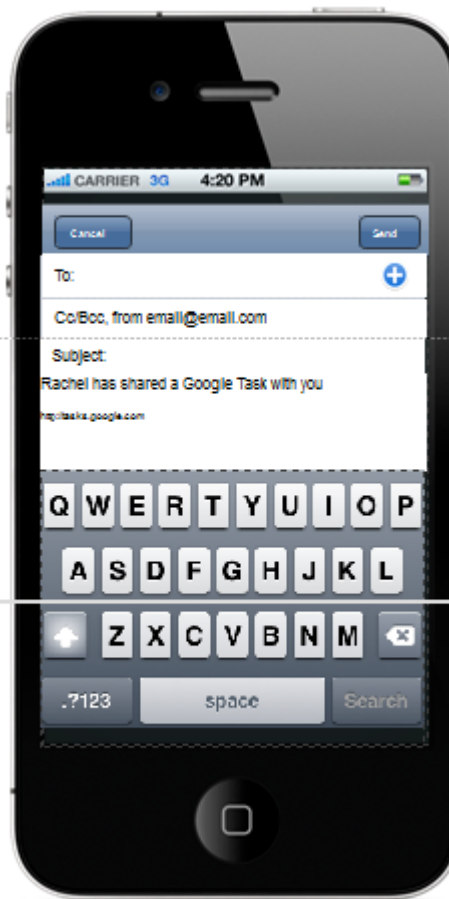 CARRIER 3G 4:20 PM
Cancel Send
To:
Cc/Bcc, from email@email.com
Subject:
Rachel has shared a Google Task with you
http://tasks.google.com
Q W E R T Y U I O P
A S D F G H J K L
Z X C V B N M
.?123 space Search